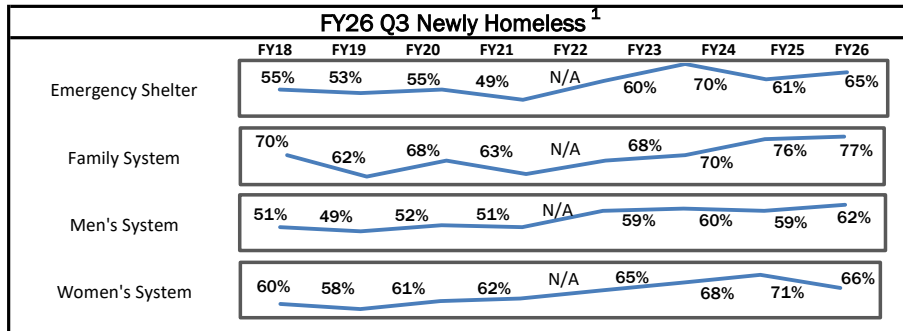 FY26 Q3 Newly Homeless 1
FY18 FY19 FY20 FY21 FY22 FY23 FY24 FY25 FY26
Emergency Shelter 55% 53% 55% 49% N/A 60% 70% 61% 65%
Family System 70% 62% 68% 63% N/A 68% 70% 76% 77%
Men's System 51% 49% 52% 51% N/A 59% 60% 59% 62%
Women's System 60% 58% 61% 62% N/A 65% 68% 71% 66%